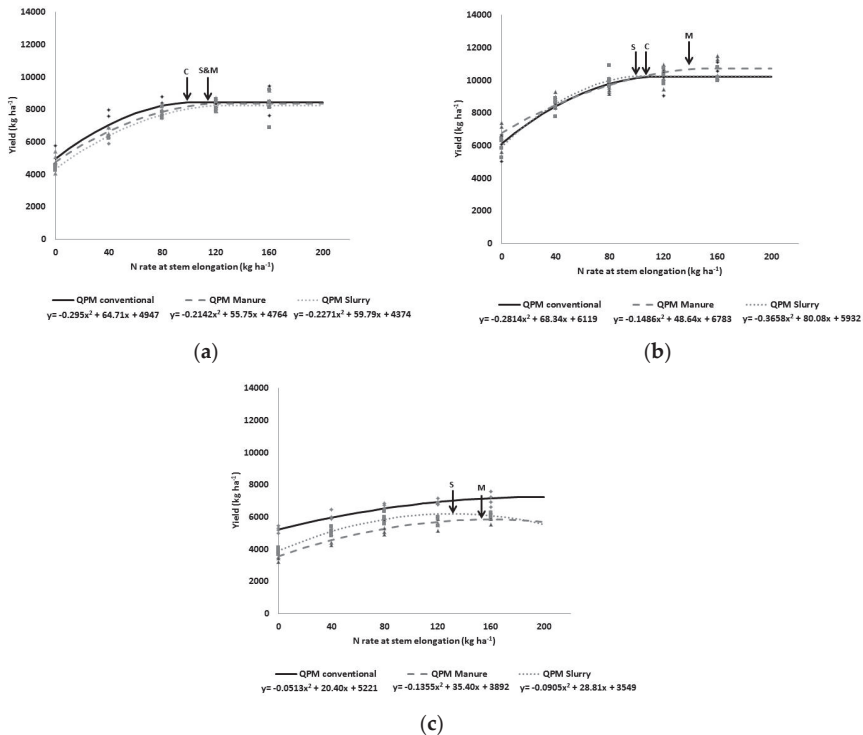 C
S&M
14000
12000
10000
8000
6000
4000
2000
0
Yield (kg ha-1)
0 40 80 120 160 200
N rate at stem elongation (kg ha-1)
QPM conventional QPM Manure QPM Slurry
y= -0.295x² + 64.71x + 4947 y= -0.2142x² + 55.75x + 4764 y= -0.2271x² + 59.79x + 4374
(a)
S C M
14000
12000
10000
8000
6000
4000
2000
0
Yield (kg ha-1)
0 40 80 120 160 200
N rate at stem elongation (kg ha-1)
QPM conventional QPM Manure QPM Slurry
y= -0.2814x² + 68.34x + 6119 y= -0.1486x² + 48.64x + 6783 y= -0.3658x² + 80.08x + 5932
(b)
S M
14000
12000
10000
8000
6000
4000
2000
0
Yield (kg ha-1)
0 40 80 120 160 200
N rate at stem elongation (kg ha-1)
QPM conventional QPM Manure QPM Slurry
y= -0.0513x² + 20.40x + 5221 y= -0.1355x² + 35.40x + 3892 y= -0.0905x² + 28.81x + 3549
(c)